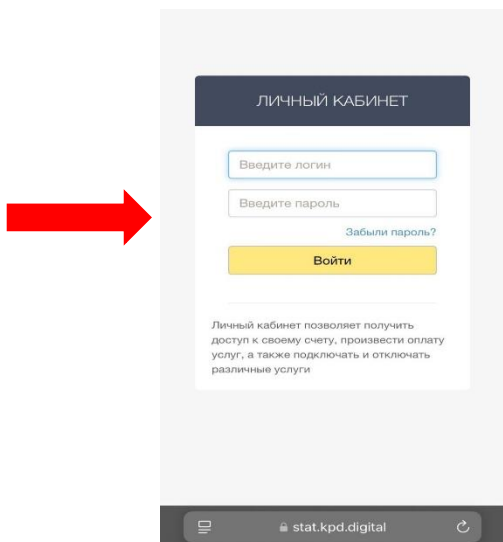 ЛИЧНЫЙ КАБИНЕТ
Введите логин
Введите пароль
Забыли пароль?
Войти
Личный кабинет позволяет получить
доступ к своему счету, произвести оплату
услуг, а также подключать и отключать
различные услуги
stat.kpd.digital